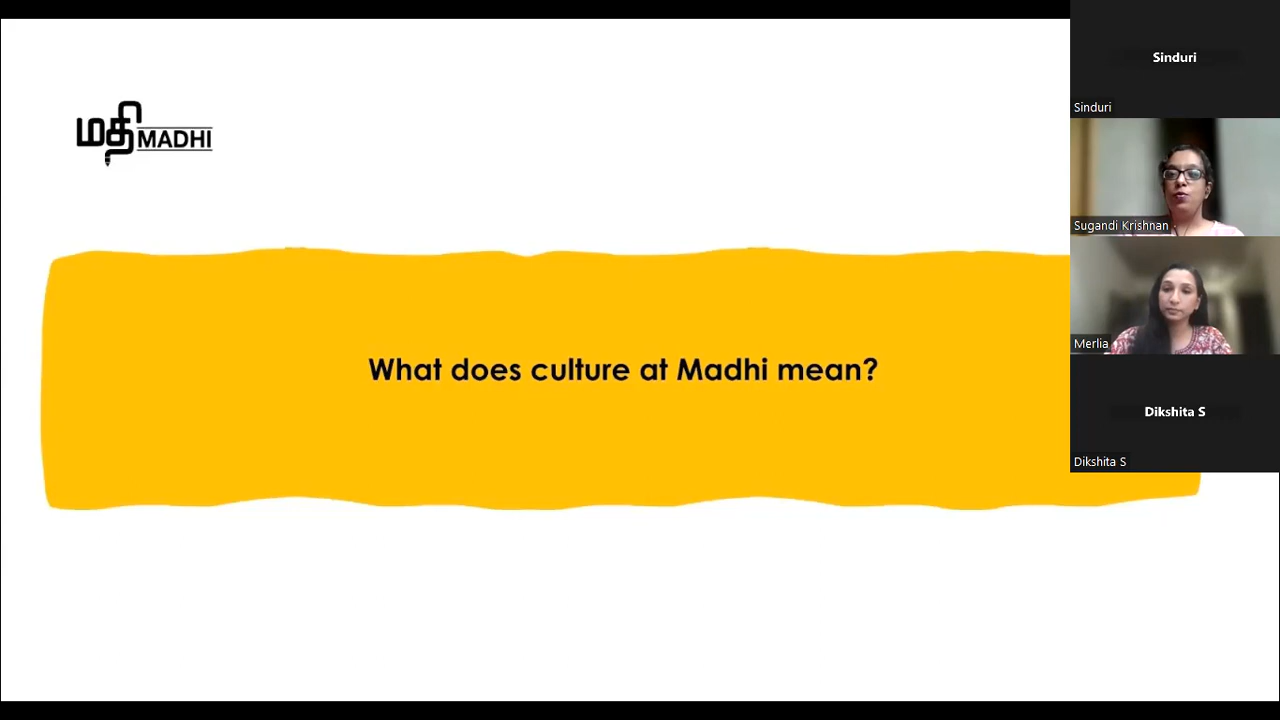 மதி MADHI
What does culture at Madhi mean?
Sinduri
Sinduri
Sugandi Krishnan
Merlia
Dikshita S
Dikshita S